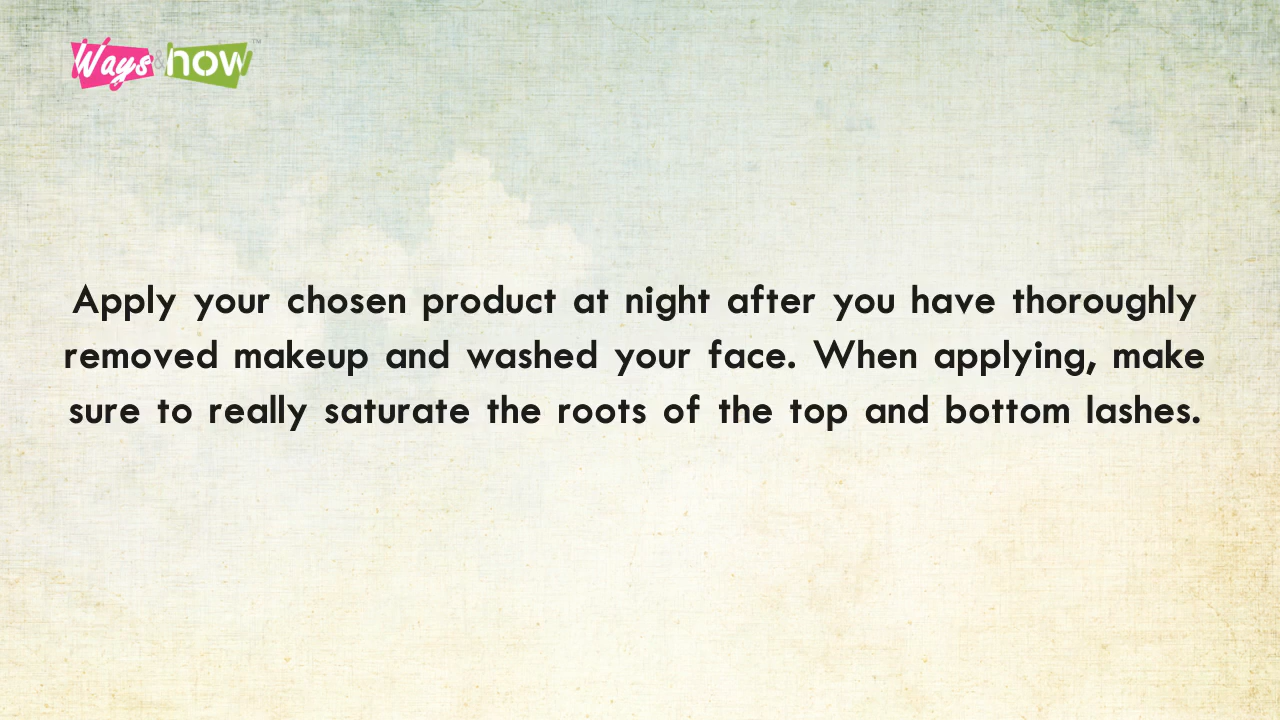 Ways & how™
Apply your chosen product at night after you have thoroughly
removed makeup and washed your face. When applying, make
sure to really saturate the roots of the top and bottom lashes.